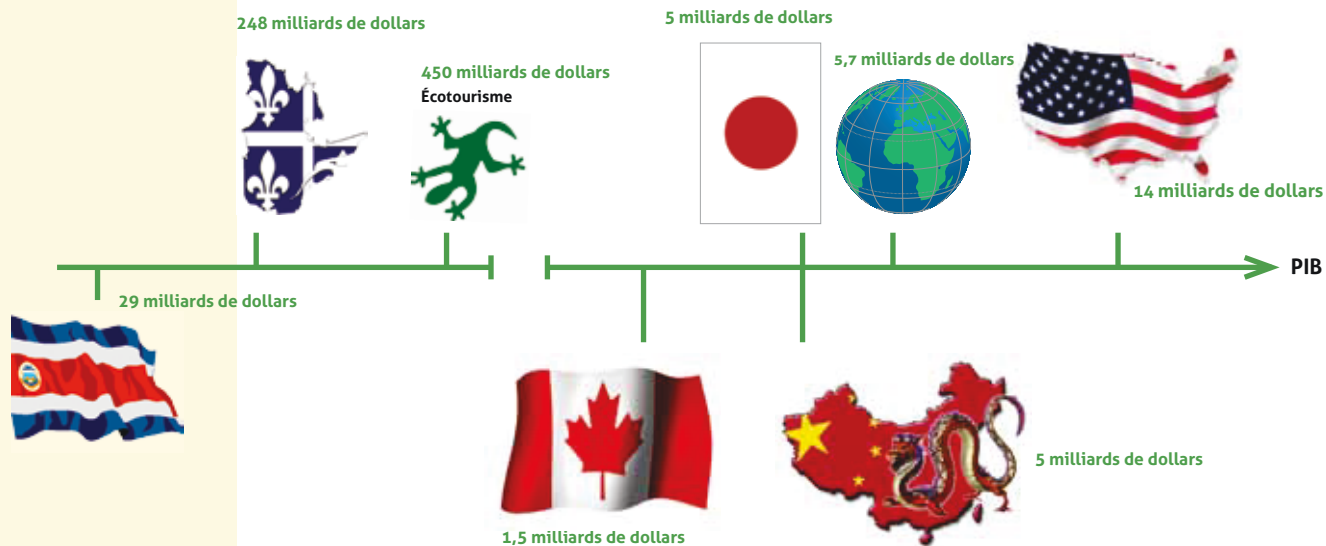 248 milliards de dollars
450 milliards de dollars
Écotourisme
5 milliards de dollars
5,7 milliards de dollars
14 milliards de dollars
PIB
29 milliards de dollars
1,5 milliards de dollars
5 milliards de dollars